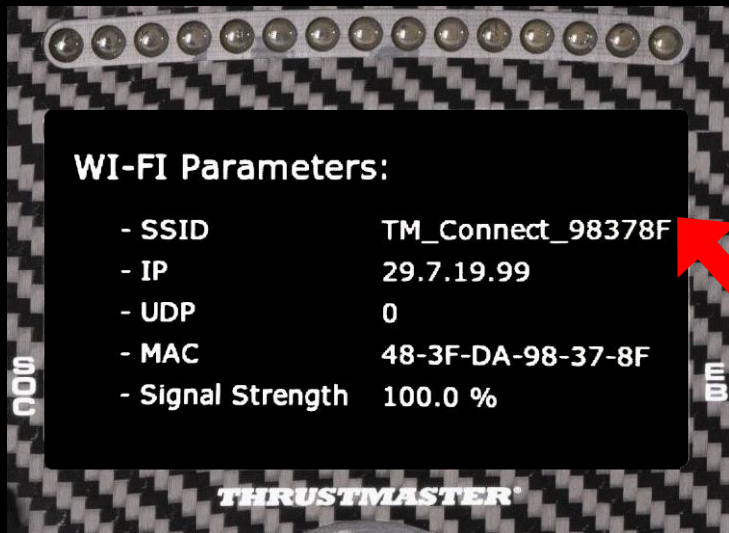 WI-FI Parameters:
- SSID TM_Connect_98378F
- IP 29.7.19.99
- UDP 0
- MAC 48-3F-DA-98-37-8F
- Signal Strength 100.0 %
SOC
EB
THRUSTMASTER®